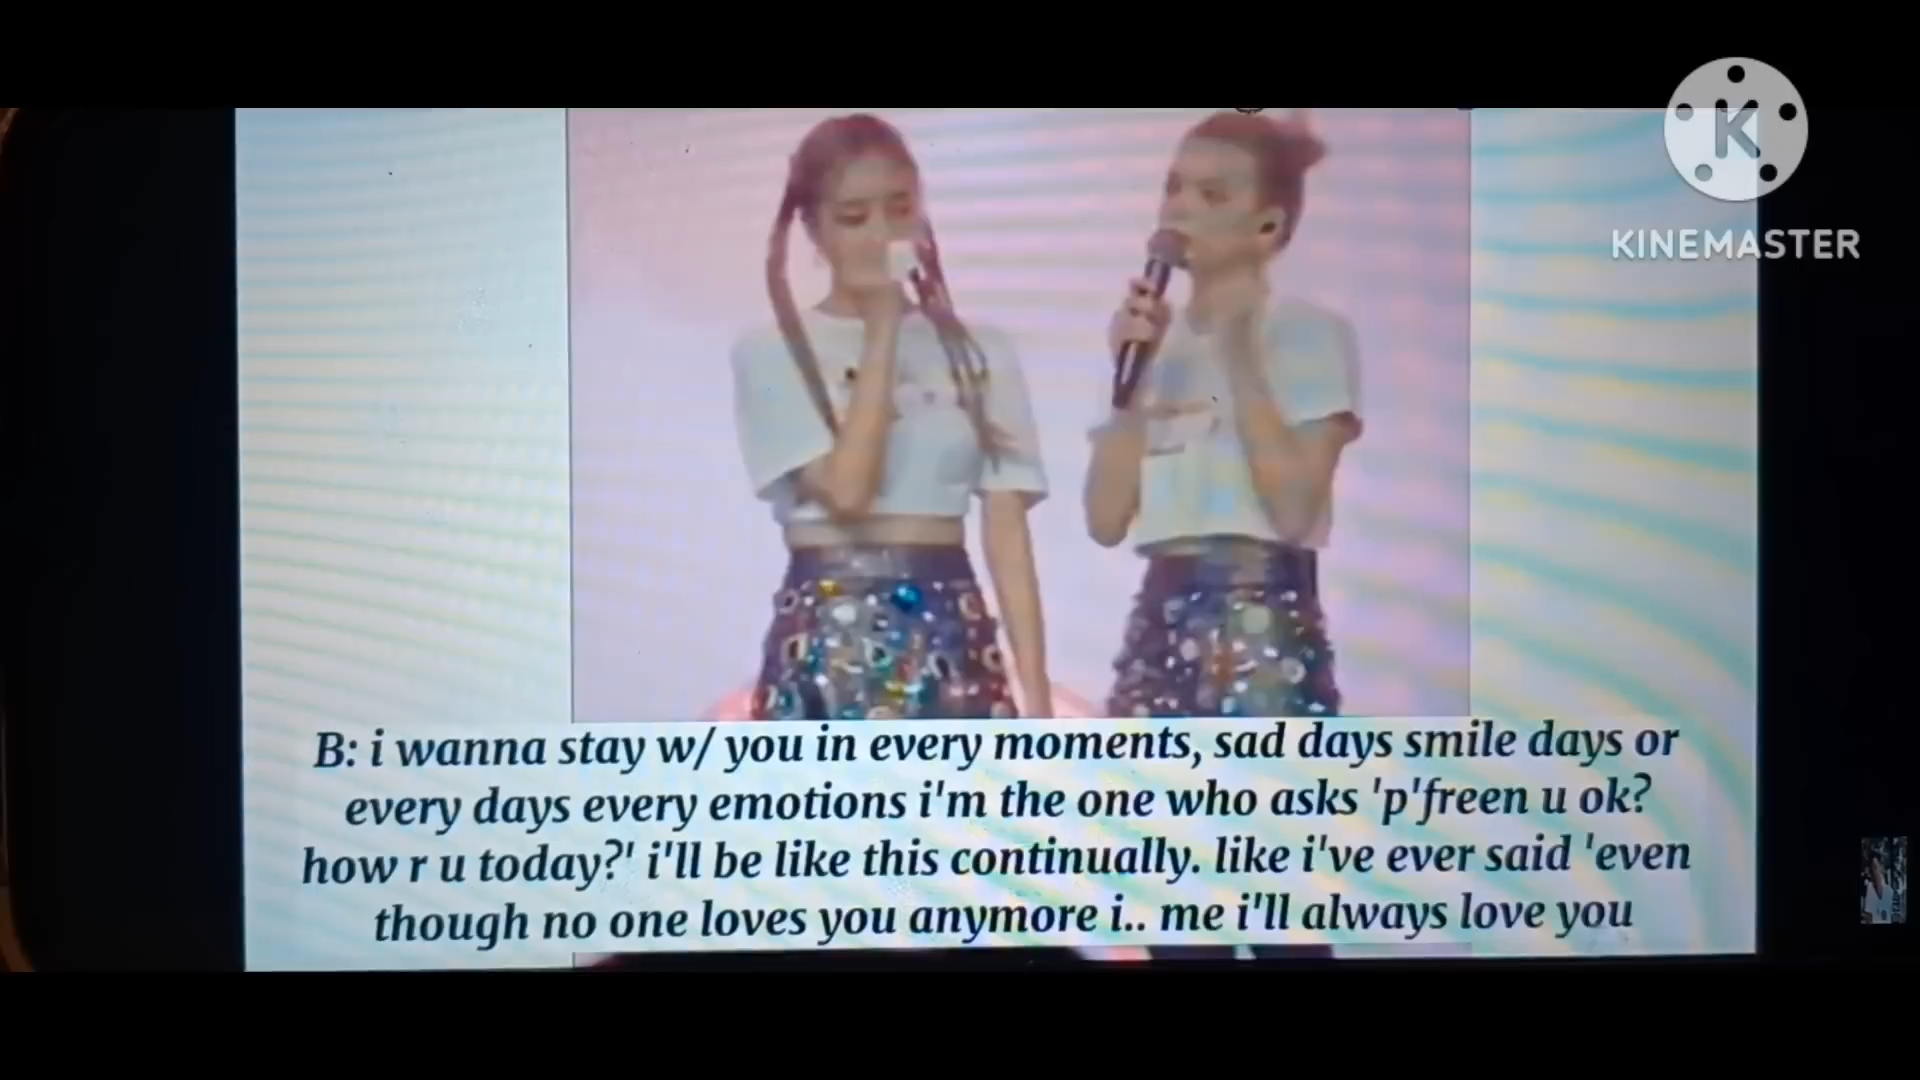 K
KINEMASTER
B: i wanna stay w/ you in every moments, sad days smile days or
every days every emotions i'm the one who asks 'p'freen u ok?
how r u today?' i'll be like this continually. like i've ever said 'even
though no one loves you anymore i.. me i'll always love you